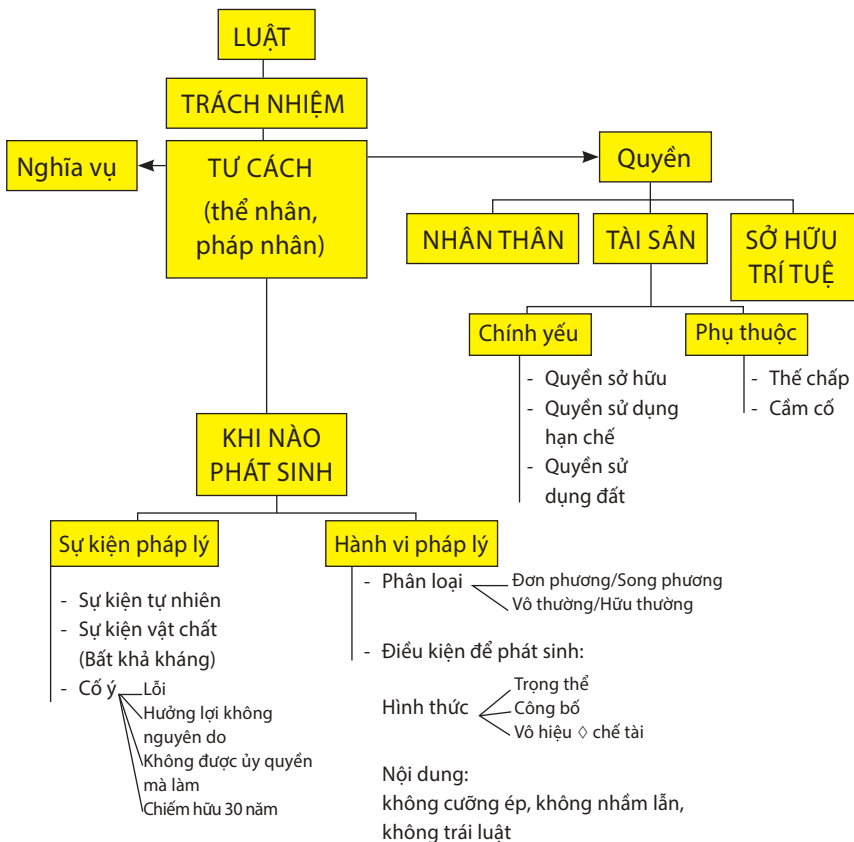 LUẬT
TRÁCH NHIỆM
Nghĩa vụ
TƯ CÁCH
(thể nhân,
pháp nhân)
Quyền
NHÂN THÂN
TÀI SẢN
SỞ HỮU
TRÍ TUỆ
Chính yếu
- Quyền sở hữu
- Quyền sử dụng
hạn chế
- Quyền sử
dụng đất
Phụ thuộc
- Thế chấp
- Cầm cố
KHI NÀO
PHÁT SINH
Sự kiện pháp lý
- Sự kiện tự nhiên
- Sự kiện vật chất
(Bất khả kháng)
- Cố ý
Lỗi
Hưởng lợi không
nguyên do
Không được ủy quyền
mà làm
Chiếm hữu 30 năm
Hành vi pháp lý
- Phân loại
Đơn phương/Song phương
Vô thường/Hữu thường
- Điều kiện để phát sinh:
Hình thức
Trọng thể
Công bố
Vô hiệu ◊ chế tài
Nội dung:
không cưỡng ép, không nhầm lẫn,
không trái luật